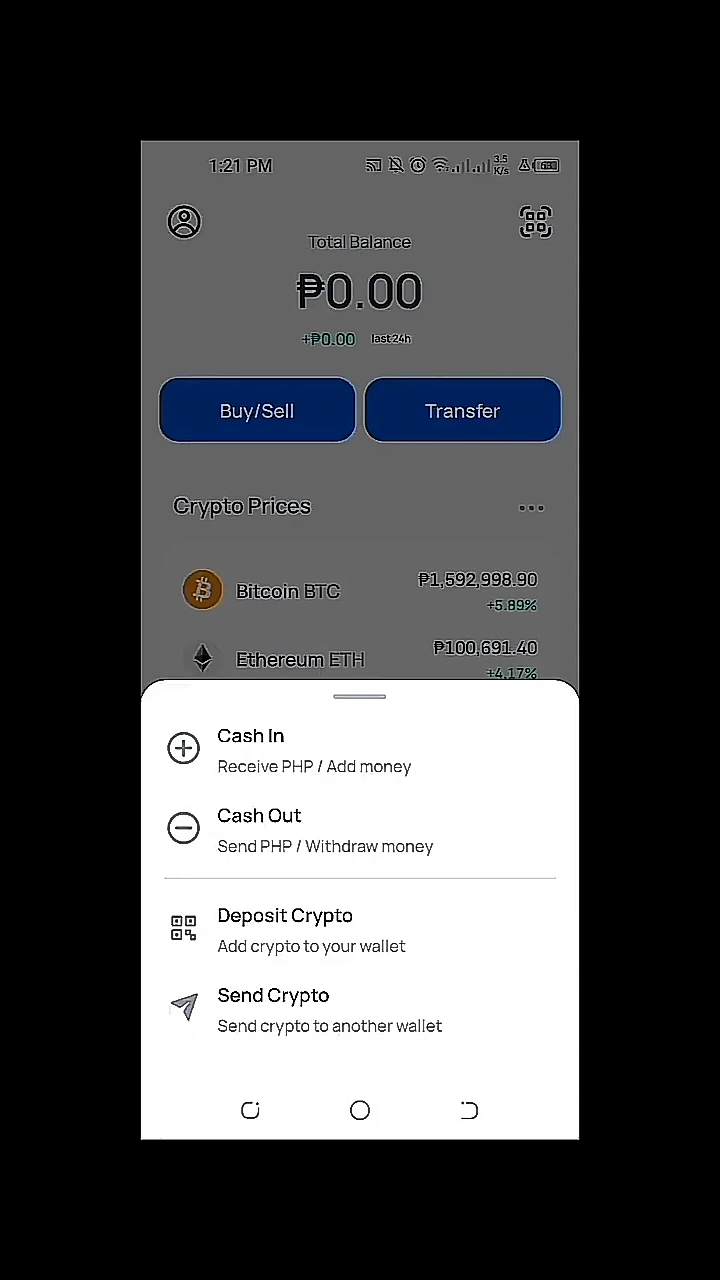 1:21 PM
3.5
K/s
63
Total Balance
₱0.00
+₱0.00 last 24h
Buy/Sell
Transfer
Crypto Prices
Bitcoin BTC
₱1,592,998.90
+5.89%
Ethereum ETH
₱100,691.40
+4.17%
Cash In
Receive PHP / Add money
Cash Out
Send PHP / Withdraw money
Deposit Crypto
Add crypto to your wallet
Send Crypto
Send crypto to another wallet